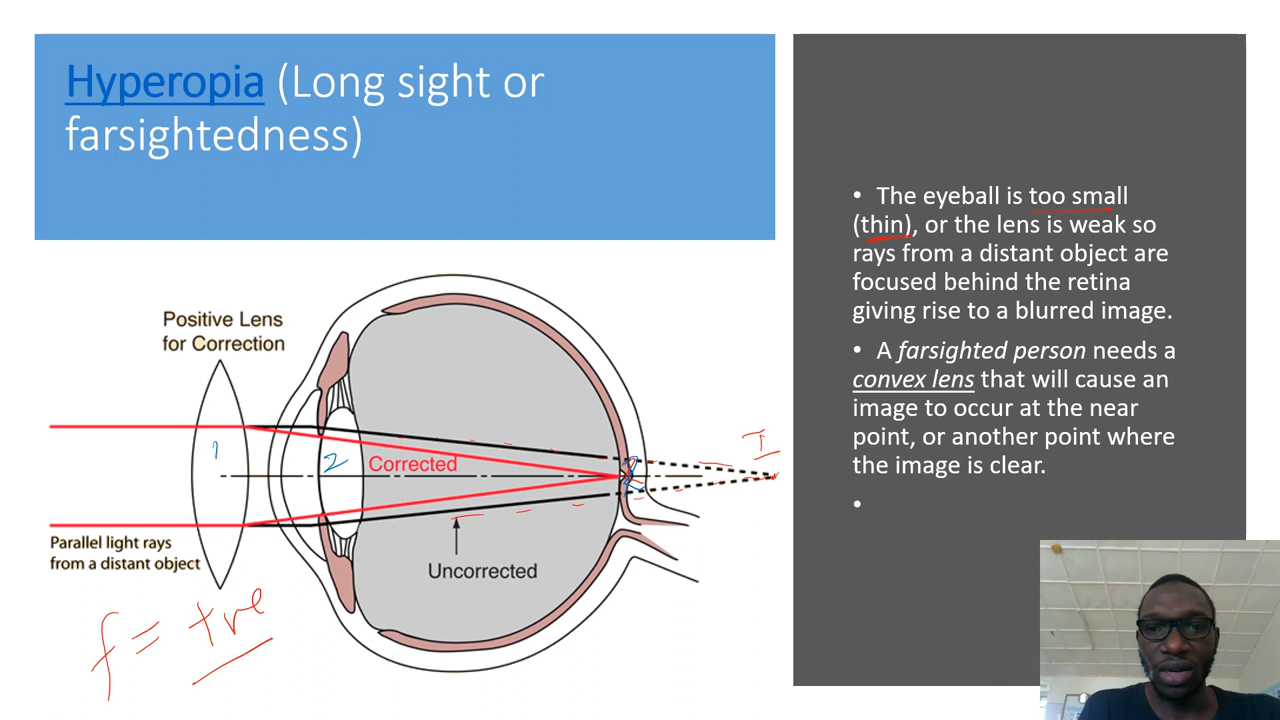 Hyperopia (Long sight or
farsightedness)
• The eyeball is too small
(thin), or the lens is weak so
rays from a distant object are
focused behind the retina
giving rise to a blurred image.
• A farsighted person needs a
convex lens that will cause an
image to occur at the near
point, or another point where
the image is clear.
•
Positive Lens
for Correction
1
2
Corrected
I
Uncorrected
Parallel light rays
from a distant object
f = +ve